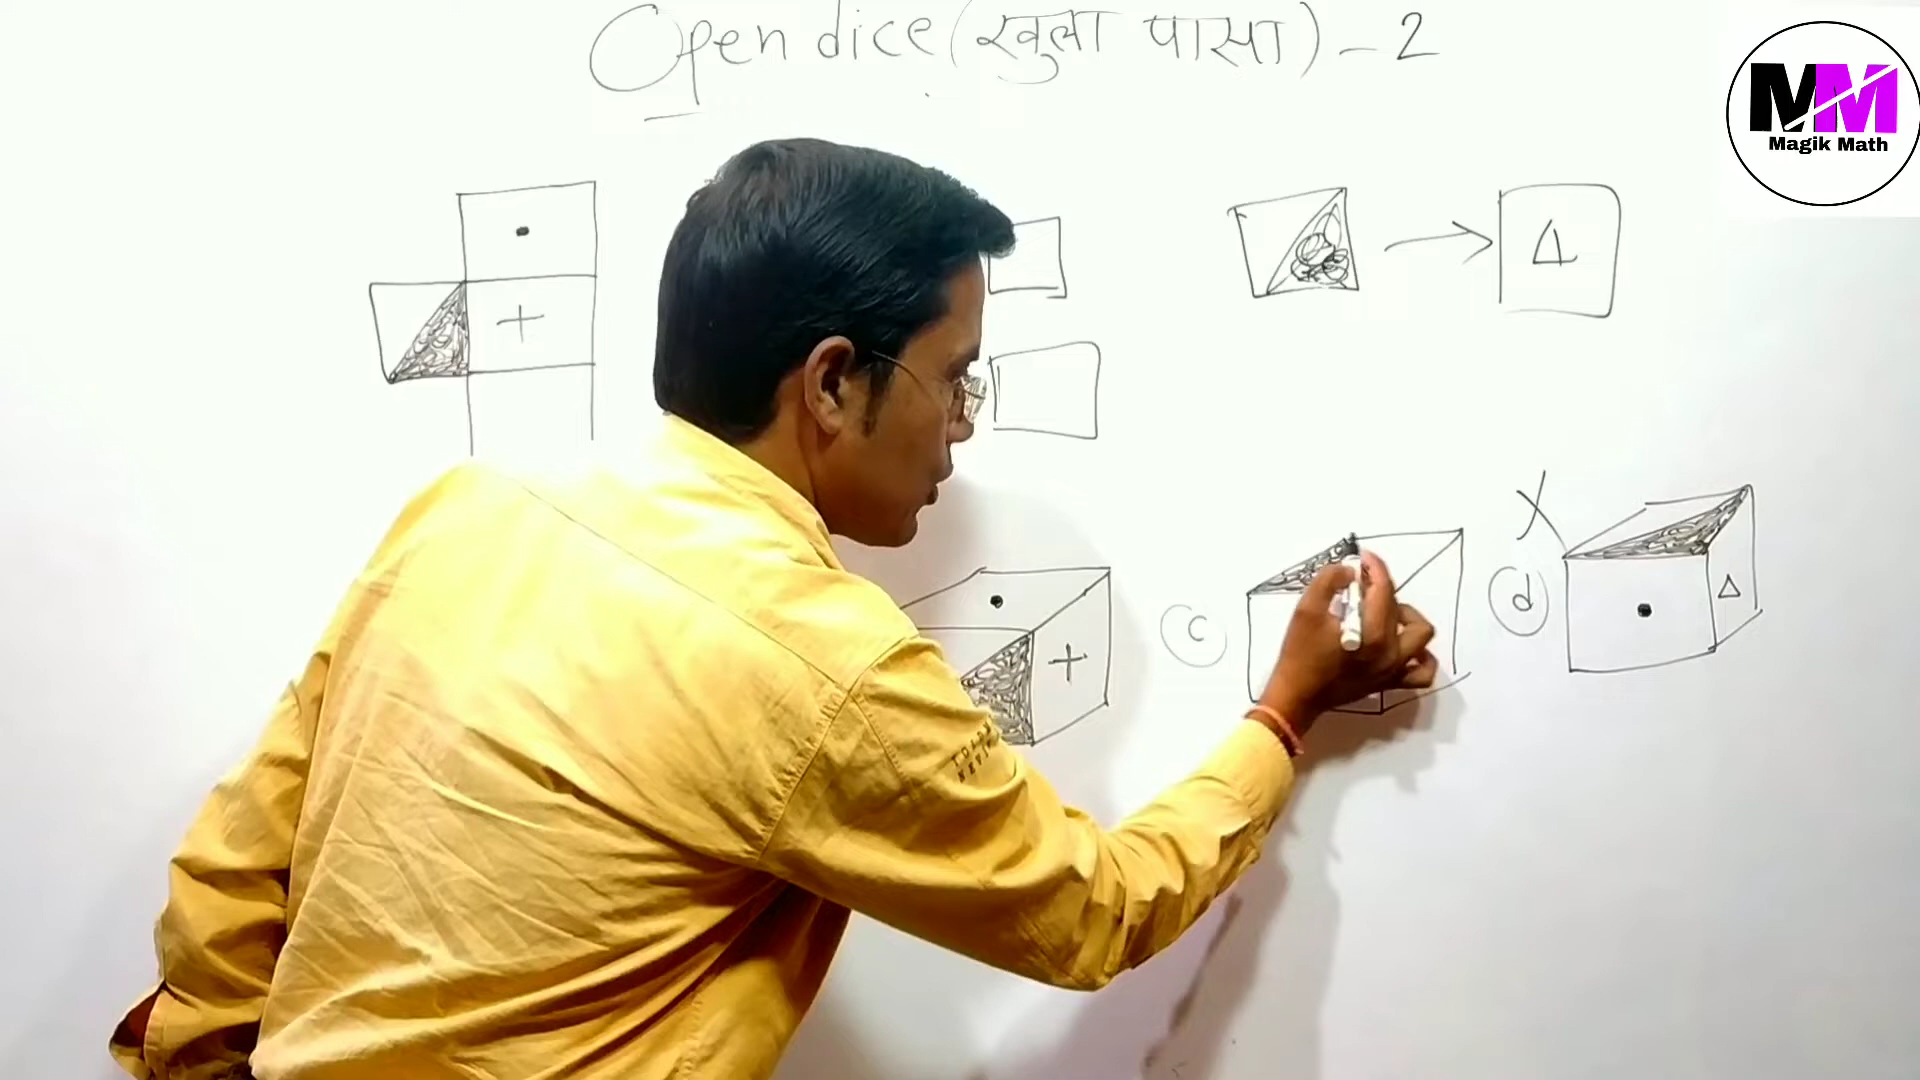 Open dice (खुला पासा) - 2
MM
Magik Math
+
Δ
X
+
c
d
Δ